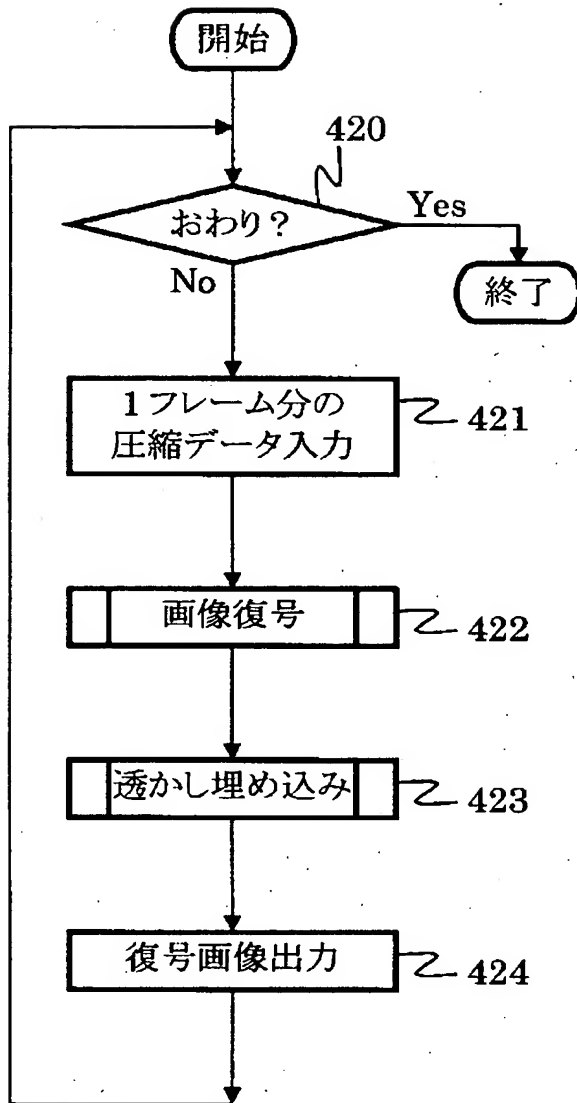 開始
420
おわり?
Yes
終了
No
1フレーム分の
圧縮データ入力
421
画像復号
422
透かし埋め込み
423
復号画像出力
424